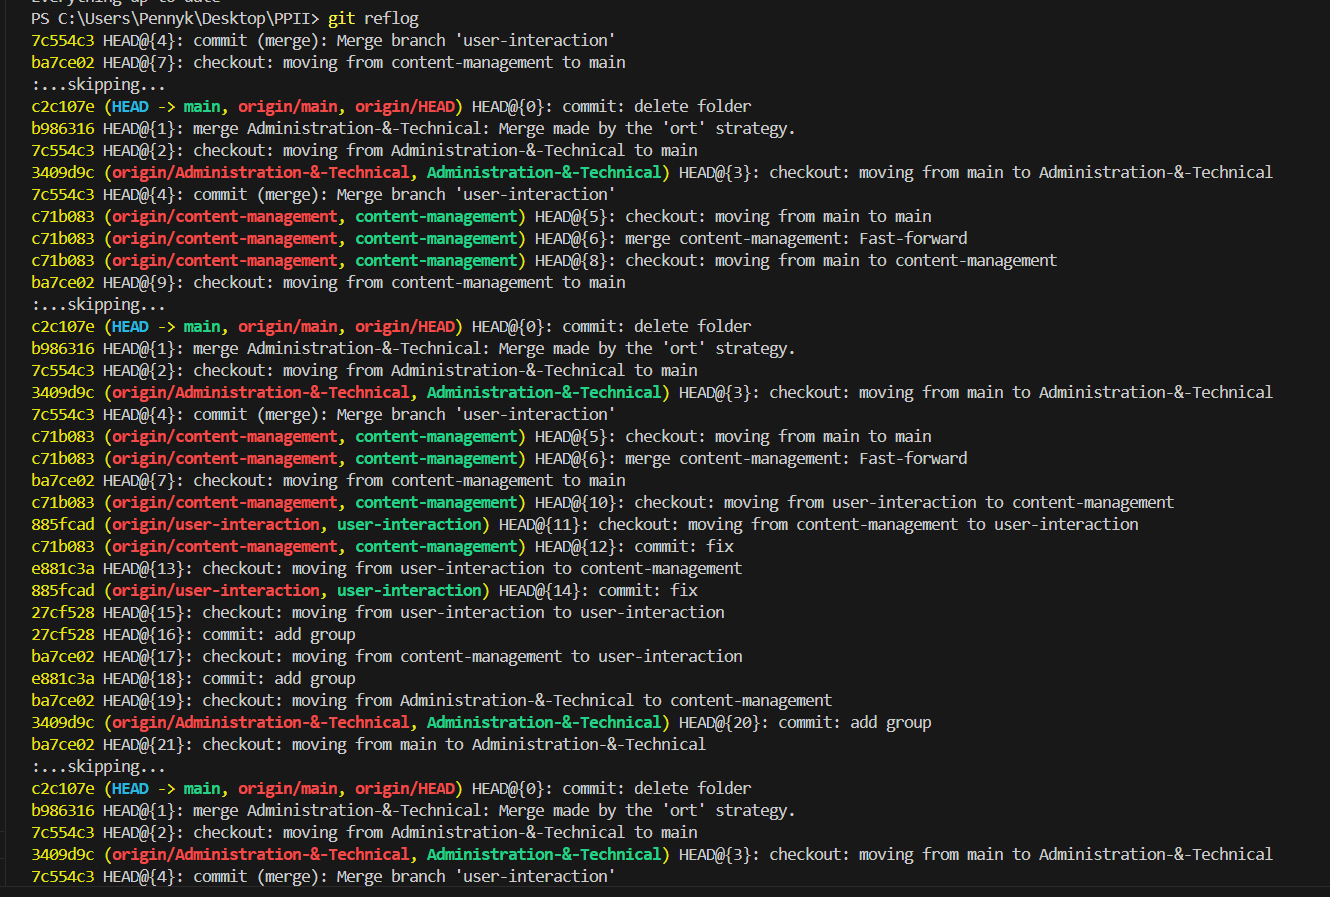 Everything up-to-date
PS C:\Users\Pennyk\Desktop\PPII> git reflog
7c554c3 HEAD@{4}: commit (merge): Merge branch 'user-interaction'
ba7ce02 HEAD@{7}: checkout: moving from content-management to main
:...skipping...
c2c107e (HEAD -> main, origin/main, origin/HEAD) HEAD@{0}: commit: delete folder
b986316 HEAD@{1}: merge Administration-&-Technical: Merge made by the 'ort' strategy.
7c554c3 HEAD@{2}: checkout: moving from Administration-&-Technical to main
3409d9c (origin/Administration-&-Technical, Administration-&-Technical) HEAD@{3}: checkout: moving from main to Administration-&-Technical
7c554c3 HEAD@{4}: commit (merge): Merge branch 'user-interaction'
c71b083 (origin/content-management, content-management) HEAD@{5}: checkout: moving from main to main
c71b083 (origin/content-management, content-management) HEAD@{6}: merge content-management: Fast-forward
c71b083 (origin/content-management, content-management) HEAD@{8}: checkout: moving from main to content-management
ba7ce02 HEAD@{9}: checkout: moving from content-management to main
:...skipping...
c2c107e (HEAD -> main, origin/main, origin/HEAD) HEAD@{0}: commit: delete folder
b986316 HEAD@{1}: merge Administration-&-Technical: Merge made by the 'ort' strategy.
7c554c3 HEAD@{2}: checkout: moving from Administration-&-Technical to main
3409d9c (origin/Administration-&-Technical, Administration-&-Technical) HEAD@{3}: checkout: moving from main to Administration-&-Technical
7c554c3 HEAD@{4}: commit (merge): Merge branch 'user-interaction'
c71b083 (origin/content-management, content-management) HEAD@{5}: checkout: moving from main to main
c71b083 (origin/content-management, content-management) HEAD@{6}: merge content-management: Fast-forward
ba7ce02 HEAD@{7}: checkout: moving from content-management to main
c71b083 (origin/content-management, content-management) HEAD@{10}: checkout: moving from user-interaction to content-management
885fcad (origin/user-interaction, user-interaction) HEAD@{11}: checkout: moving from content-management to user-interaction
c71b083 (origin/content-management, content-management) HEAD@{12}: commit: fix
e881c3a HEAD@{13}: checkout: moving from user-interaction to content-management
885fcad (origin/user-interaction, user-interaction) HEAD@{14}: commit: fix
27cf528 HEAD@{15}: checkout: moving from user-interaction to user-interaction
27cf528 HEAD@{16}: commit: add group
ba7ce02 HEAD@{17}: checkout: moving from content-management to user-interaction
e881c3a HEAD@{18}: commit: add group
ba7ce02 HEAD@{19}: checkout: moving from Administration-&-Technical to content-management
3409d9c (origin/Administration-&-Technical, Administration-&-Technical) HEAD@{20}: commit: add group
ba7ce02 HEAD@{21}: checkout: moving from main to Administration-&-Technical
:...skipping...
c2c107e (HEAD -> main, origin/main, origin/HEAD) HEAD@{0}: commit: delete folder
b986316 HEAD@{1}: merge Administration-&-Technical: Merge made by the 'ort' strategy.
7c554c3 HEAD@{2}: checkout: moving from Administration-&-Technical to main
3409d9c (origin/Administration-&-Technical, Administration-&-Technical) HEAD@{3}: checkout: moving from main to Administration-&-Technical
7c554c3 HEAD@{4}: commit (merge): Merge branch 'user-interaction'